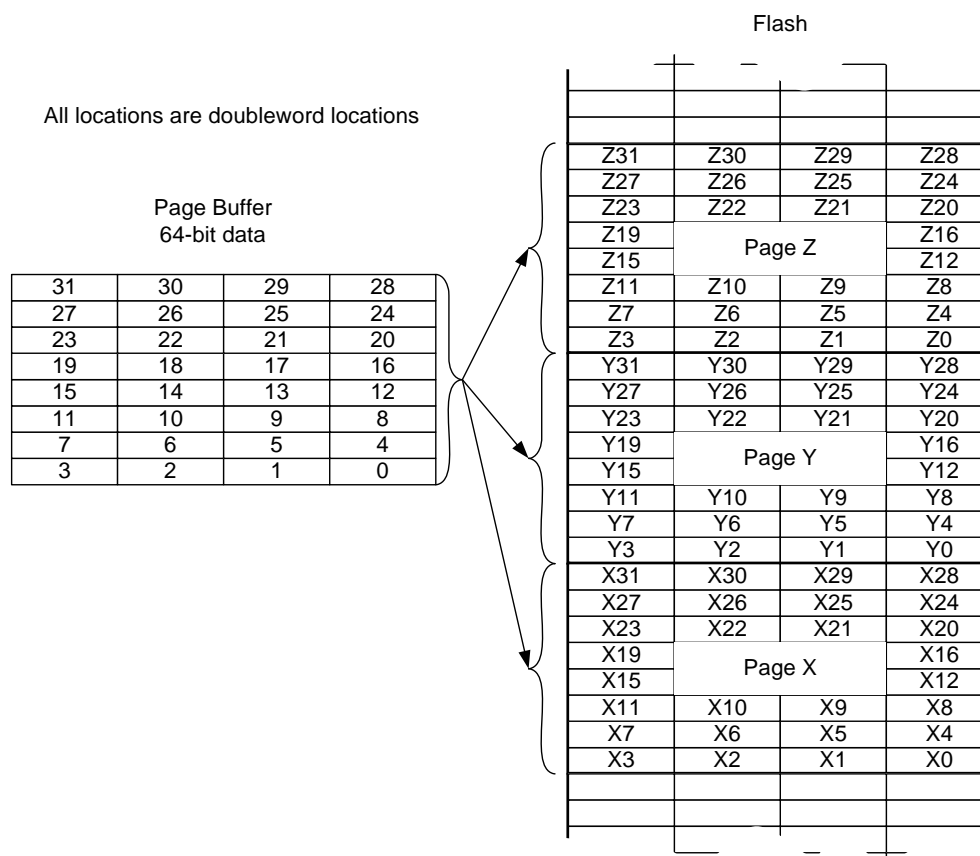 Flash
All locations are doubleword locations
Page Buffer
64-bit data
31 30 29 28
27 26 25 24
23 22 21 20
19 18 17 16
15 14 13 12
11 10 9 8
7 6 5 4
3 2 1 0
Z31 Z30 Z29 Z28
Z27 Z26 Z25 Z24
Z23 Z22 Z21 Z20
Z19 Z16
Page Z
Z15 Z12
Z11 Z10 Z9 Z8
Z7 Z6 Z5 Z4
Z3 Z2 Z1 Z0
Y31 Y30 Y29 Y28
Y27 Y26 Y25 Y24
Y23 Y22 Y21 Y20
Y19 Y16
Page Y
Y15 Y12
Y11 Y10 Y9 Y8
Y7 Y6 Y5 Y4
Y3 Y2 Y1 Y0
X31 X30 X29 X28
X27 X26 X25 X24
X23 X22 X21 X20
X19 X16
Page X
X15 X12
X11 X10 X9 X8
X7 X6 X5 X4
X3 X2 X1 X0